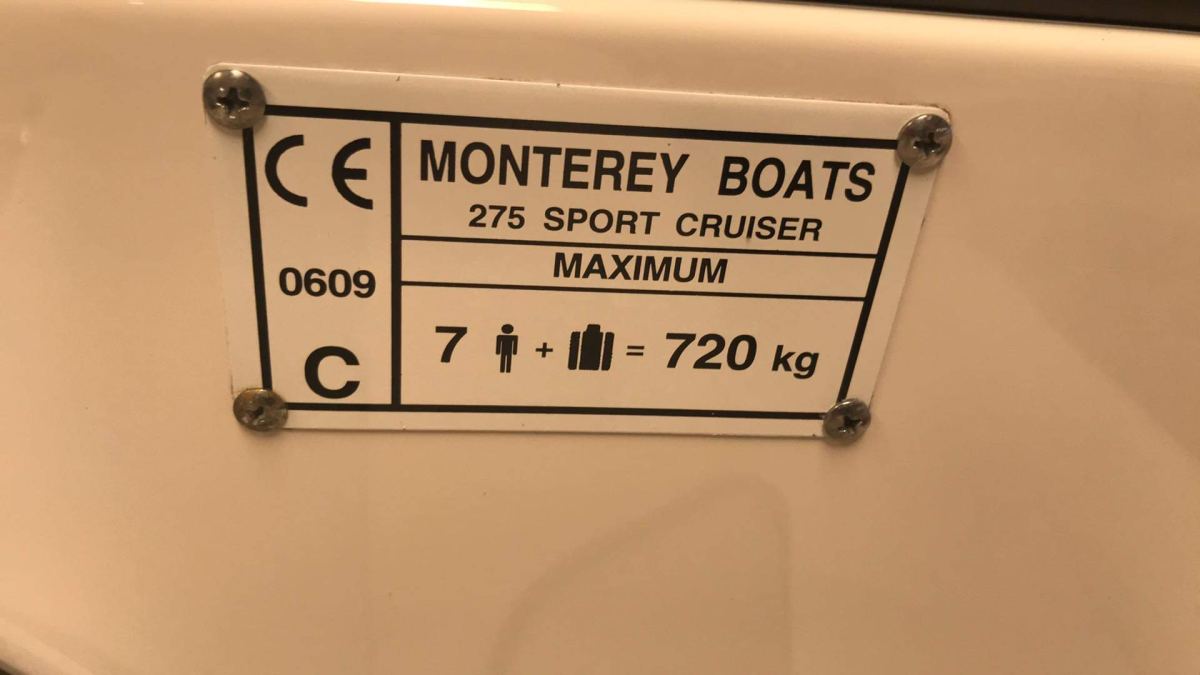 CE
0609
C
MONTEREY BOATS
275 SPORT CRUISER
MAXIMUM
7 + = 720 kg